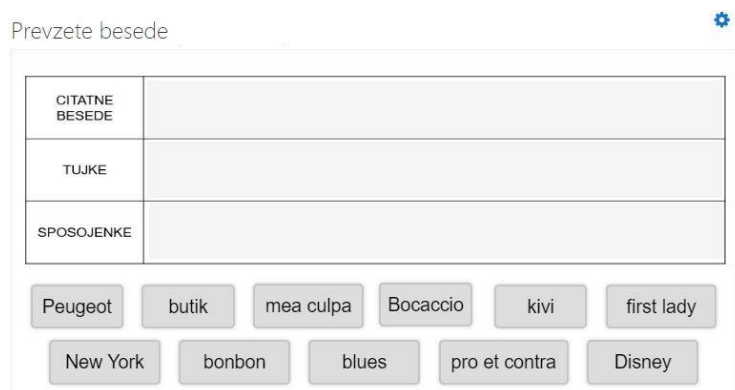 Prevzete besede
CITATNE
BESEDE
TUJKE
SPOSOJENKE
Peugeot butik mea culpa Bocaccio kivi first lady
New York bonbon blues pro et contra Disney